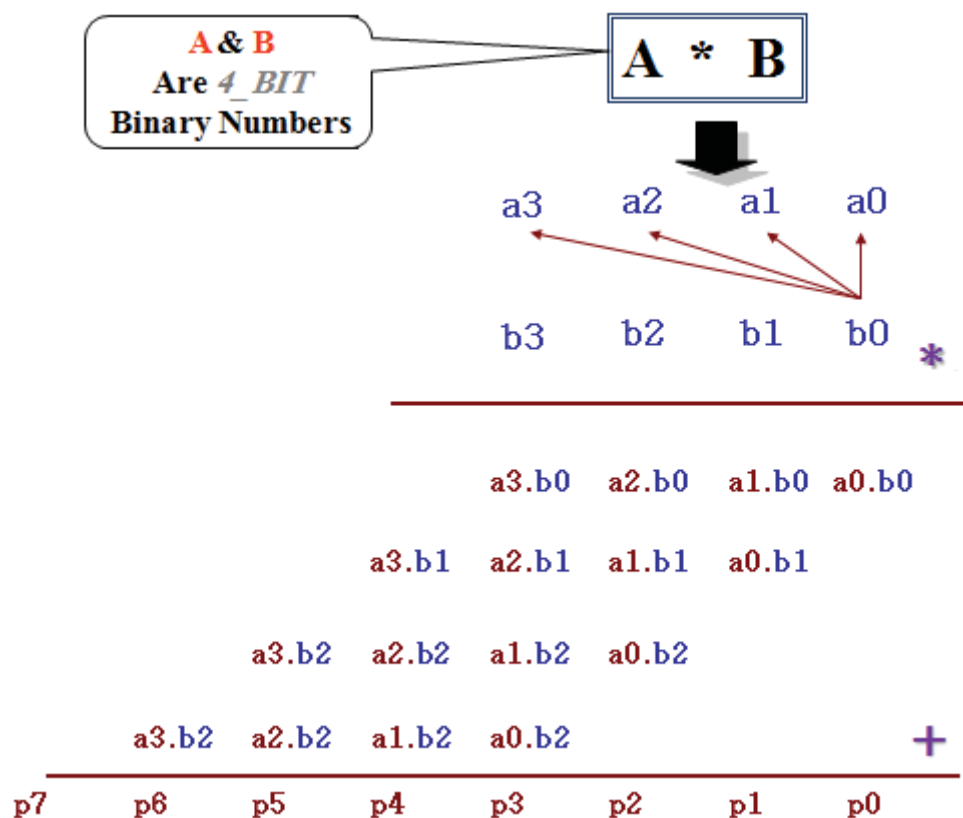 A & B
Are 4_BIT
Binary Numbers
A * B
a3 a2 a1 a0
b3 b2 b1 b0 *
a3.b0 a2.b0 a1.b0 a0.b0
a3.b1 a2.b1 a1.b1 a0.b1
a3.b2 a2.b2 a1.b2 a0.b2
a3.b2 a2.b2 a1.b2 a0.b2 +
p7 p6 p5 p4 p3 p2 p1 p0